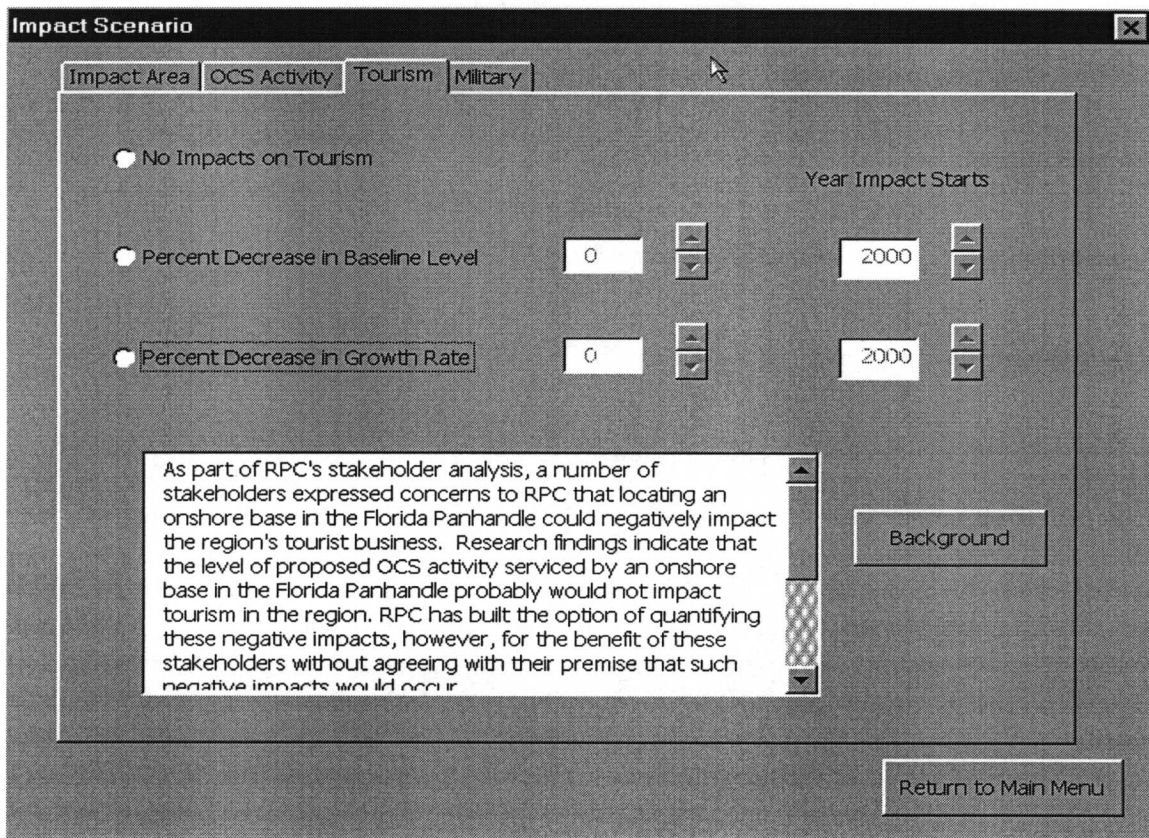 Impact Scenario
Impact Area OCS Activity Tourism Military
No Impacts on Tourism
Year Impact Starts
Percent Decrease in Baseline Level 0 2000
Percent Decrease in Growth Rate 0 2000
As part of RPC's stakeholder analysis, a number of
stakeholders expressed concerns to RPC that locating an
onshore base in the Florida Panhandle could negatively impact
the region's tourist business. Research findings indicate that
the level of proposed OCS activity serviced by an onshore
base in the Florida Panhandle probably would not impact
tourism in the region. RPC has built the option of quantifying
these negative impacts, however, for the benefit of these
stakeholders without agreeing with their premise that such
negative impacts would occur
Background
Return to Main Menu